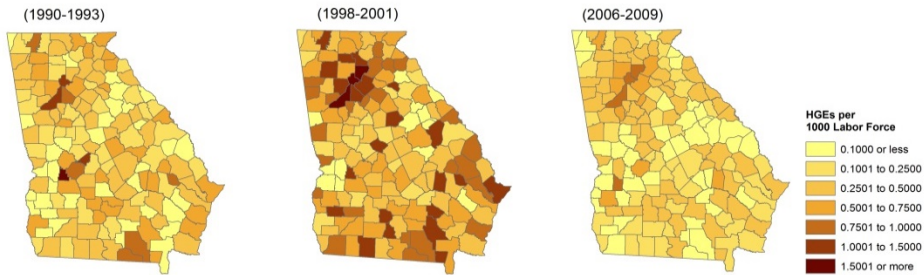 (1990-1993)
(1998-2001)
(2006-2009)
HGEs per
1000 Labor Force
0.1000 or less
0.1001 to 0.2500
0.2501 to 0.5000
0.5001 to 0.7500
0.7501 to 1.0000
1.0001 to 1.5000
1.5001 or more